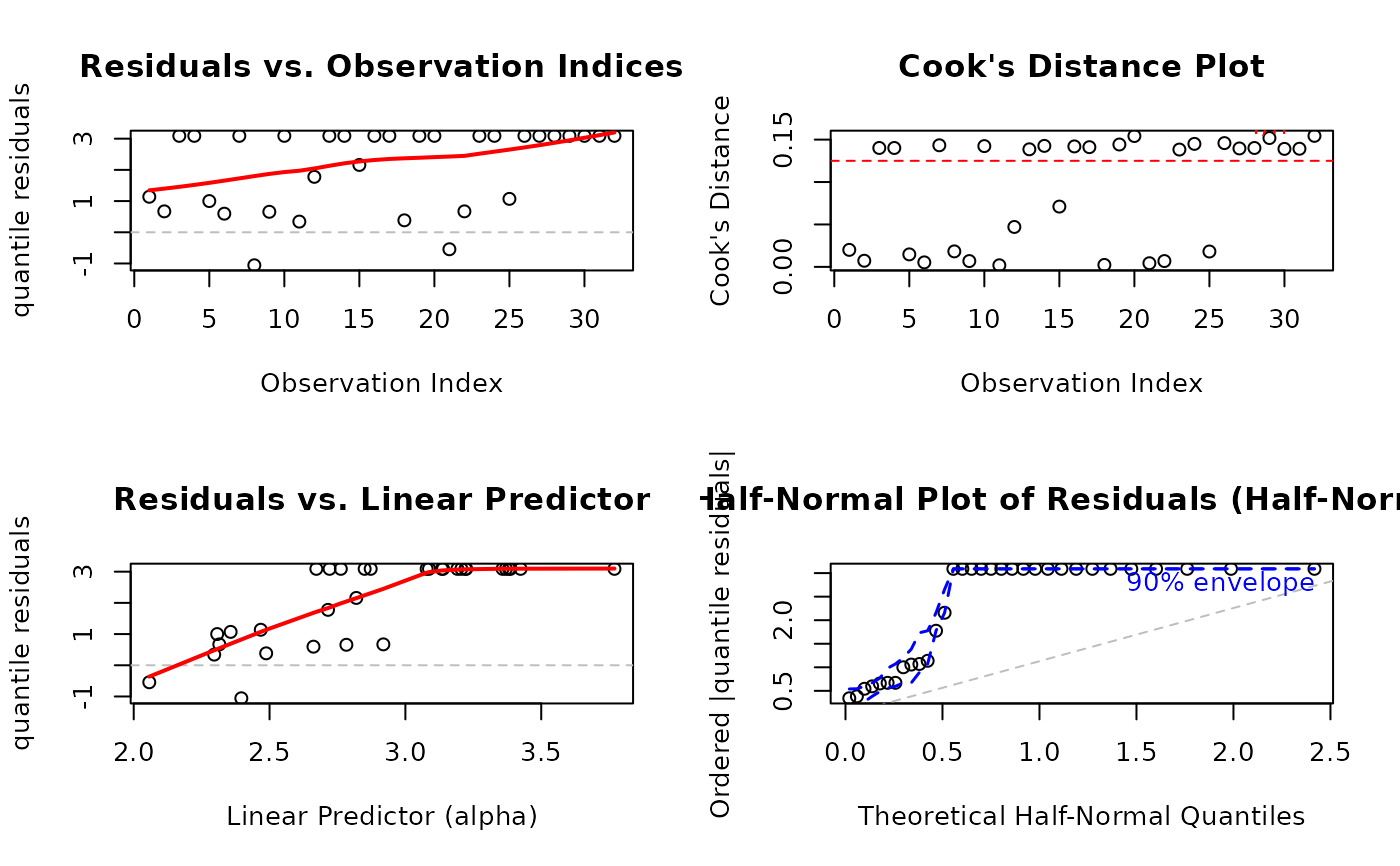 Residuals vs. Observation Indices
quantile residuals
3
1
-1
0 5 10 15 20 25 30
Observation Index
Cook's Distance Plot
Cook's Distance
0.15
0.00
0 5 10 15 20 25 30
Observation Index
Residuals vs. Linear Predictor
quantile residuals
3
1
-1
2.0 2.5 3.0 3.5
Linear Predictor (alpha)
Half-Normal Plot of Residuals (Half-Nor
Ordered |quantile residuals|
90% envelope
2.0
0.5
0.0 0.5 1.0 1.5 2.0 2.5
Theoretical Half-Normal Quantiles